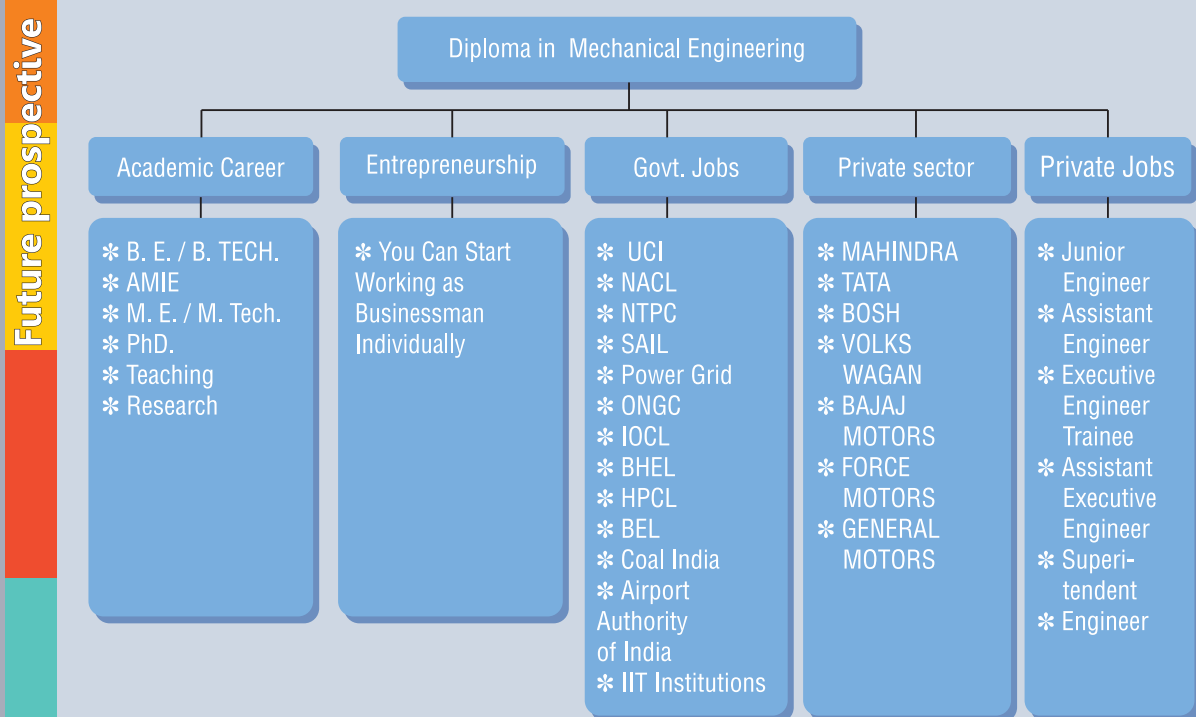 Future prospective
Diploma in Mechanical Engineering
Academic Career
✻ B. E. / B. TECH.
✻ AMIE
✻ M. E. / M. Tech.
✻ PhD.
✻ Teaching
✻ Research
Entrepreneurship
✻ You Can Start
Working as
Businessman
Individually
Govt. Jobs
✻ UCI
✻ NACL
✻ NTPC
✻ SAIL
✻ Power Grid
✻ ONGC
✻ IOCL
✻ BHEL
✻ HPCL
✻ BEL
✻ Coal India
✻ Airport
Authority
of India
✻ IIT Institutions
Private sector
✻ MAHINDRA
✻ TATA
✻ BOSH
✻ VOLKS
WAGAN
✻ BAJAJ
MOTORS
✻ FORCE
MOTORS
✻ GENERAL
MOTORS
Private Jobs
✻ Junior
Engineer
✻ Assistant
Engineer
✻ Executive
Engineer
Trainee
✻ Assistant
Executive
Engineer
✻ Superi-
tendent
✻ Engineer